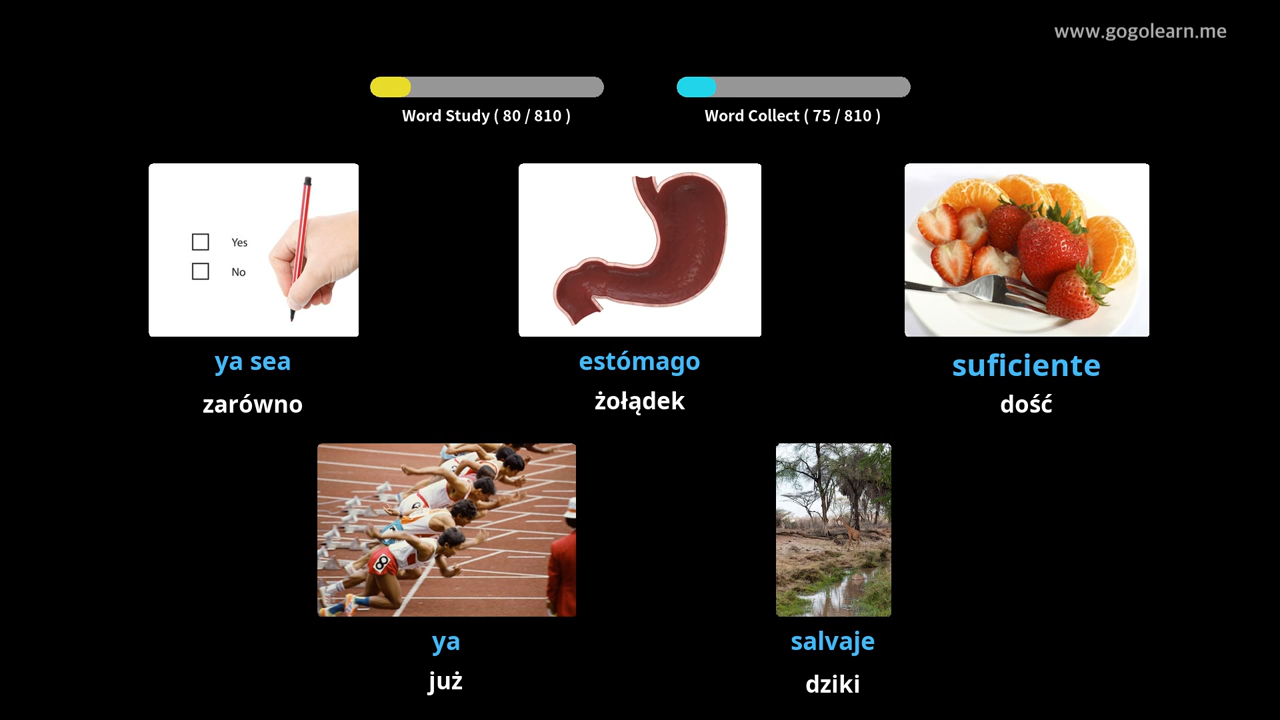 www.gogolearn.me
Word Study ( 80 / 810 )
Word Collect ( 75 / 810 )
Yes
No
ya sea
zarówno
estómago
żołądek
suficiente
dość
8
ya
już
salvaje
dziki